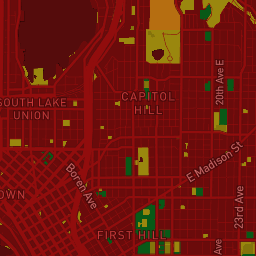 CAPITOL
HILL
20th Ave E
SOUTH LAKE
UNION
E Madison St
Boren Ave
OWN
23rd Ave
FIRST HILL
Ave